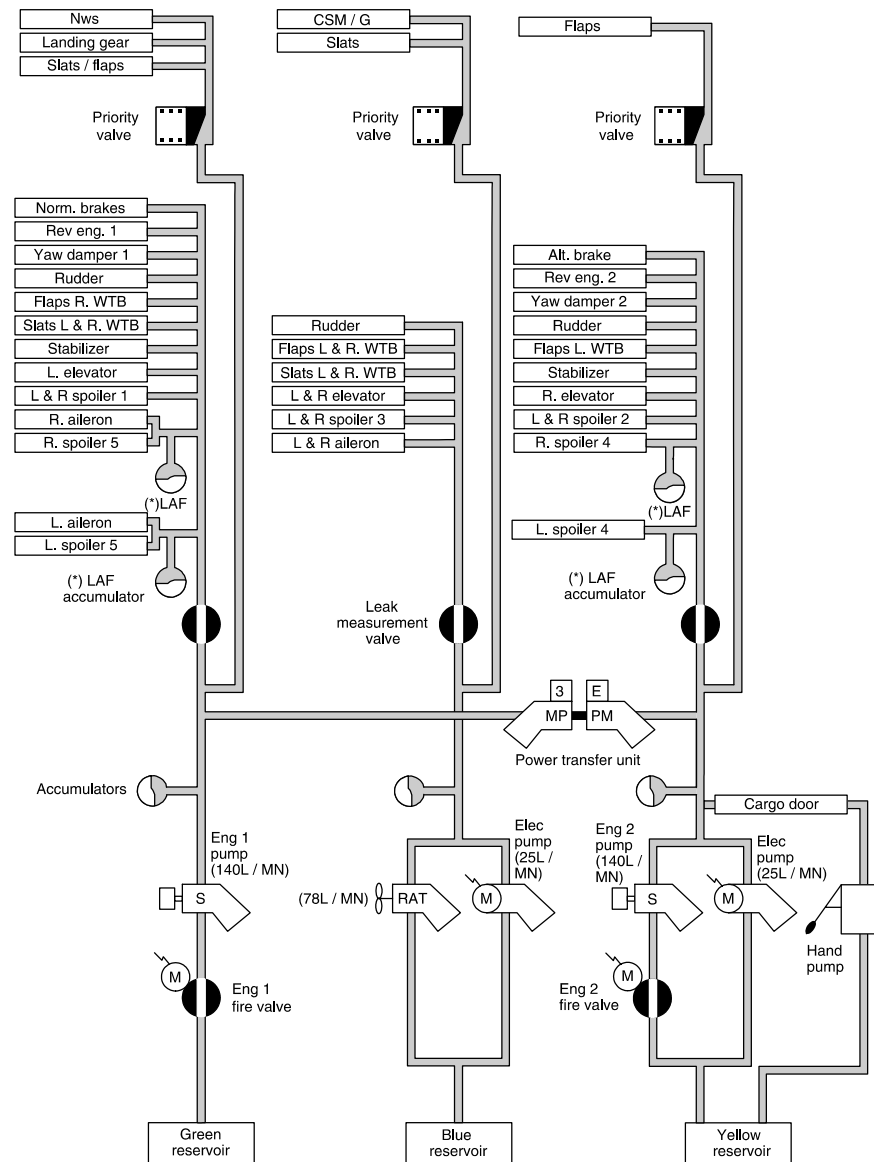 Nws
Landing gear
Slats / flaps
Priority
valve
CSM / G
Slats
Priority
valve
Flaps
Priority
valve
Norm. brakes
Rev eng. 1
Yaw damper 1
Rudder
Flaps R. WTB
Slats L & R. WTB
Stabilizer
L. elevator
L & R spoiler 1
R. aileron
R. spoiler 5
(*)LAF
L. aileron
L. spoiler 5
(*) LAF
accumulator
Rudder
Flaps L & R. WTB
Slats L & R. WTB
L & R elevator
L & R spoiler 3
L & R aileron
Leak
measurement
valve
Alt. brake
Rev eng. 2
Yaw damper 2
Rudder
Flaps L. WTB
Stabilizer
R. elevator
L & R spoiler 2
R. spoiler 4
(*)LAF
L. spoiler 4
(*) LAF
accumulator
3
E
MP
PM
Power transfer unit
Accumulators
Cargo door
Eng 1
pump
(140L / MN)
S
M
Eng 1
fire valve
(78L / MN)
RAT
Elec
pump
(25L /
MN)
M
Eng 2
pump
(140L /
MN)
S
M
Eng 2
fire valve
Elec
pump
(25L / MN)
M
Hand
pump
Green
reservoir
Blue
reservoir
Yellow
reservoir